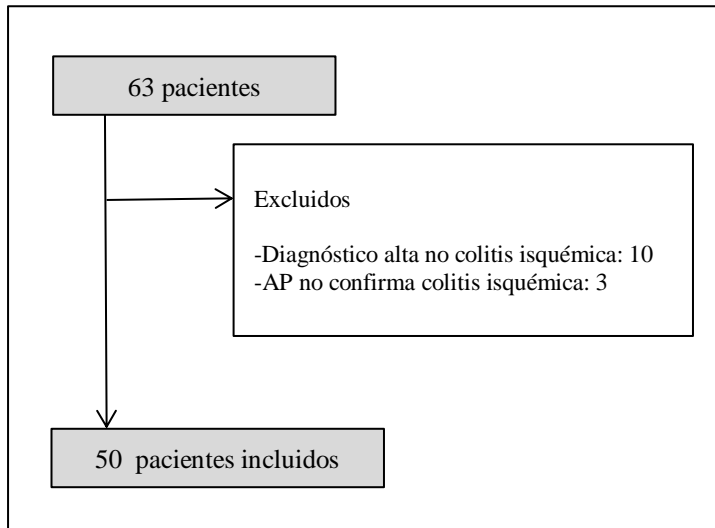 63 pacientes
Excluidos
-Diagnóstico alta no colitis isquémica: 10
-AP no confirma colitis isquémica: 3
50 pacientes incluidos